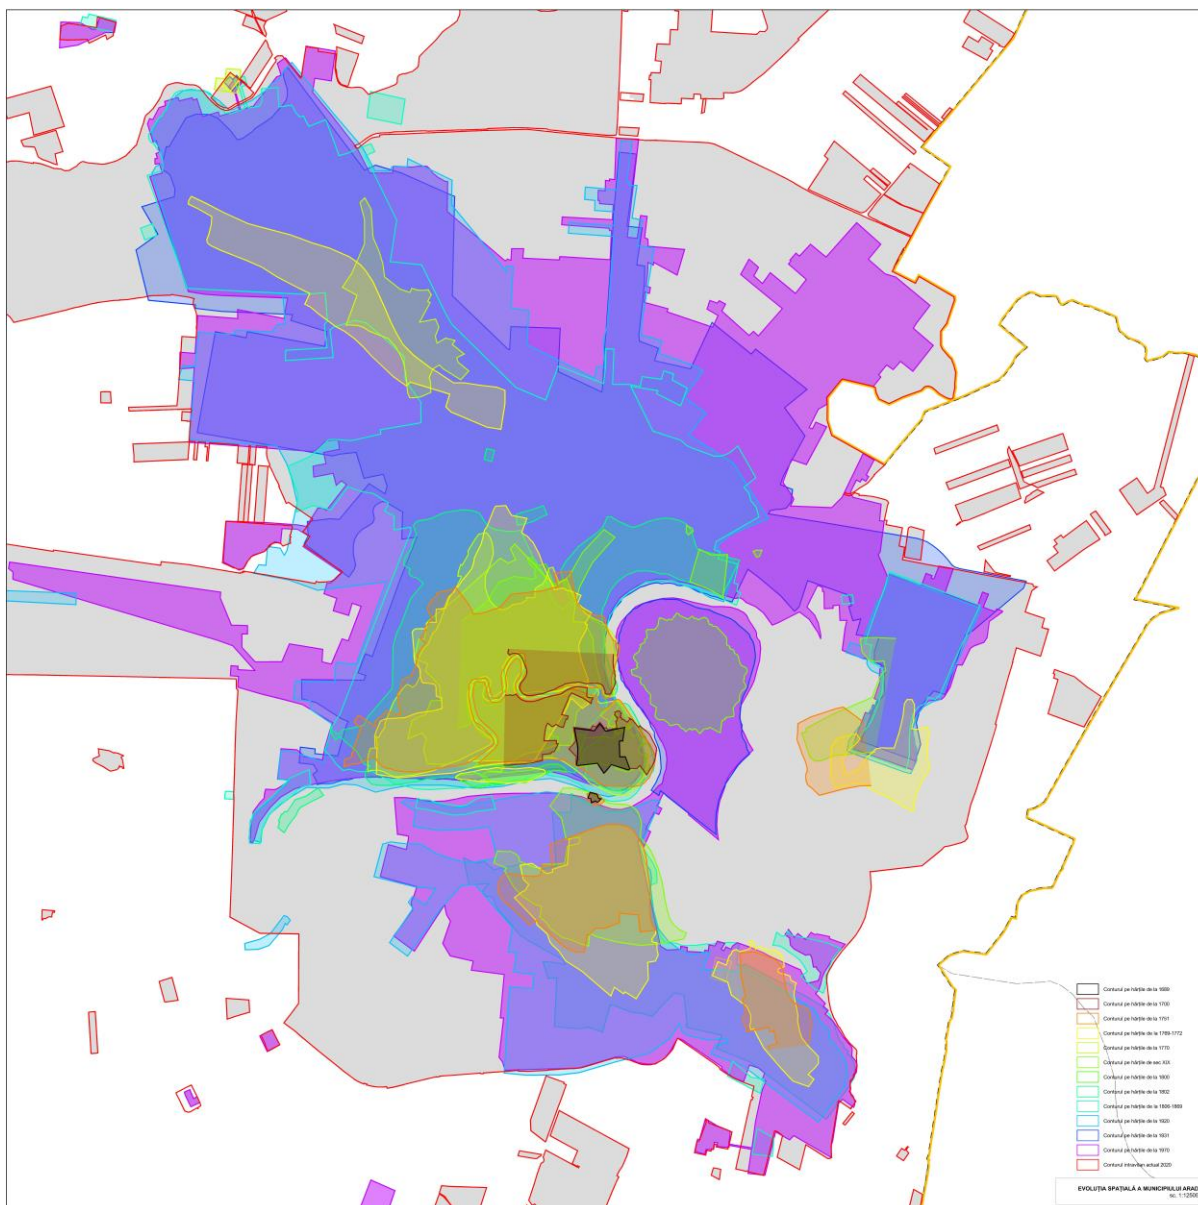 Conturul pe hărțile de la 1689
Conturul pe hărțile de la 1700
Conturul pe hărțile de la 1751
Conturul pe hărțile de la 1769-1772
Conturul pe hărțile de la 1770
Conturul pe hărțile de sec XIX
Conturul pe hărțile de la 1800
Conturul pe hărțile de la 1802
Conturul pe hărțile de la
Conturul pe hărțile de la 1920
Conturul pe hărțile de la 1931
Conturul pe hărțile de la 1970
Conturul intravilan actual 2020
EVOLUȚIA SPAȚIALĂ A MUNICIPIULUI ARAD
sc. 1:12500